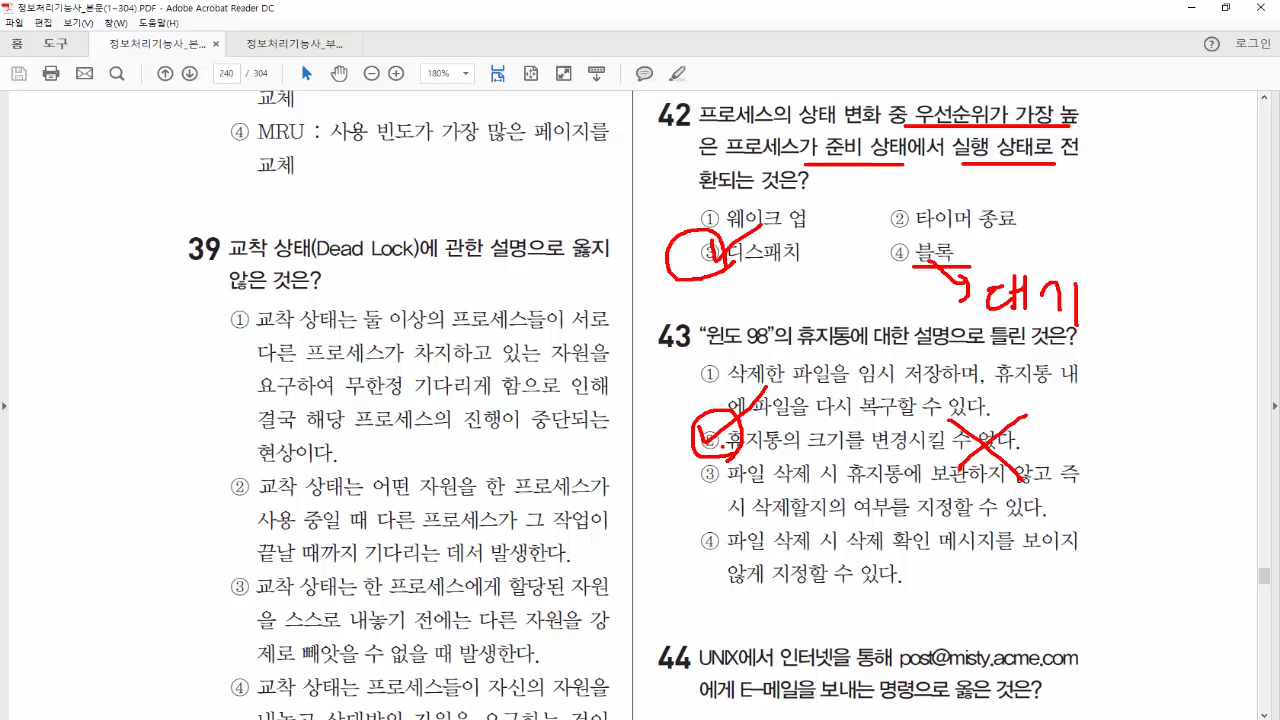 정보처리기능사_본문(1~304).PDF - Adobe Acrobat Reader DC
파일 편집 보기(V) 창(W) 도움말(H)
홈 도구 정보처리기능사_본... × 정보처리기능사_부... 로그인
240 / 304 180%
교체
④ MRU : 사용 빈도가 가장 많은 페이지를
교체
39 교착 상태(Dead Lock)에 관한 설명으로 옳지
않은 것은?
① 교착 상태는 둘 이상의 프로세스들이 서로
다른 프로세스가 차지하고 있는 자원을
요구하여 무한정 기다리게 함으로 인해
결국 해당 프로세스의 진행이 중단되는
현상이다.
② 교착 상태는 어떤 자원을 한 프로세스가
사용 중일 때 다른 프로세스가 그 작업이
끝날 때까지 기다리는 데서 발생한다.
③ 교착 상태는 한 프로세스에게 할당된 자원
을 스스로 내놓기 전에는 다른 자원을 강
제로 빼앗을 수 없을 때 발생한다.
④ 교착 상태는 프로세스들이 자신의 자원을
42 프로세스의 상태 변화 중 우선순위가 가장 높
은 프로세스가 준비 상태에서 실행 상태로 전
환되는 것은?
① 웨이크 업 ② 타이머 종료
③ 디스패치 ④ 블록
대기
43 “윈도 98”의 휴지통에 대한 설명으로 틀린 것은?
① 삭제한 파일을 임시 저장하며, 휴지통 내
에 파일을 다시 복구할 수 있다.
② 휴지통의 크기를 변경시킬 수 없다.
③ 파일 삭제 시 휴지통에 보관하지 않고 즉
시 삭제할지의 여부를 지정할 수 있다.
④ 파일 삭제 시 삭제 확인 메시지를 보이지
않게 지정할 수 있다.
44 UNIX에서 인터넷을 통해 post@misty.acme.com
에게 E-메일을 보내는 명령으로 옳은 것은?